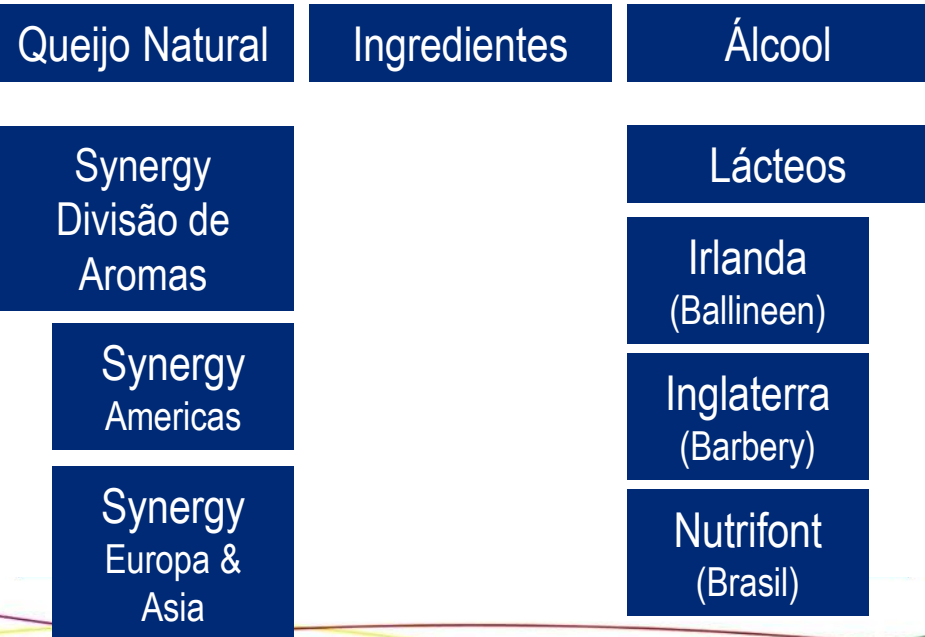 Queijo Natural
Ingredientes
Álcool
Synergy
Divisão de
Aromas
Synergy
Americas
Synergy
Europa &
Asia
Lácteos
Irlanda
(Ballineen)
Inglaterra
(Barbery)
Nutrifont
(Brasil)